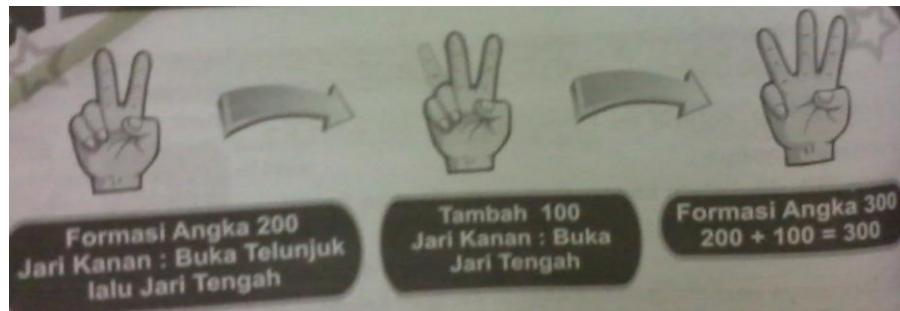 Formasi Angka 200
Jari Kanan : Buka Telunjuk
lalu Jari Tengah
Tambah 100
Jari Kanan : Buka
Jari Tengah
Formasi Angka 300
200 + 100 = 300